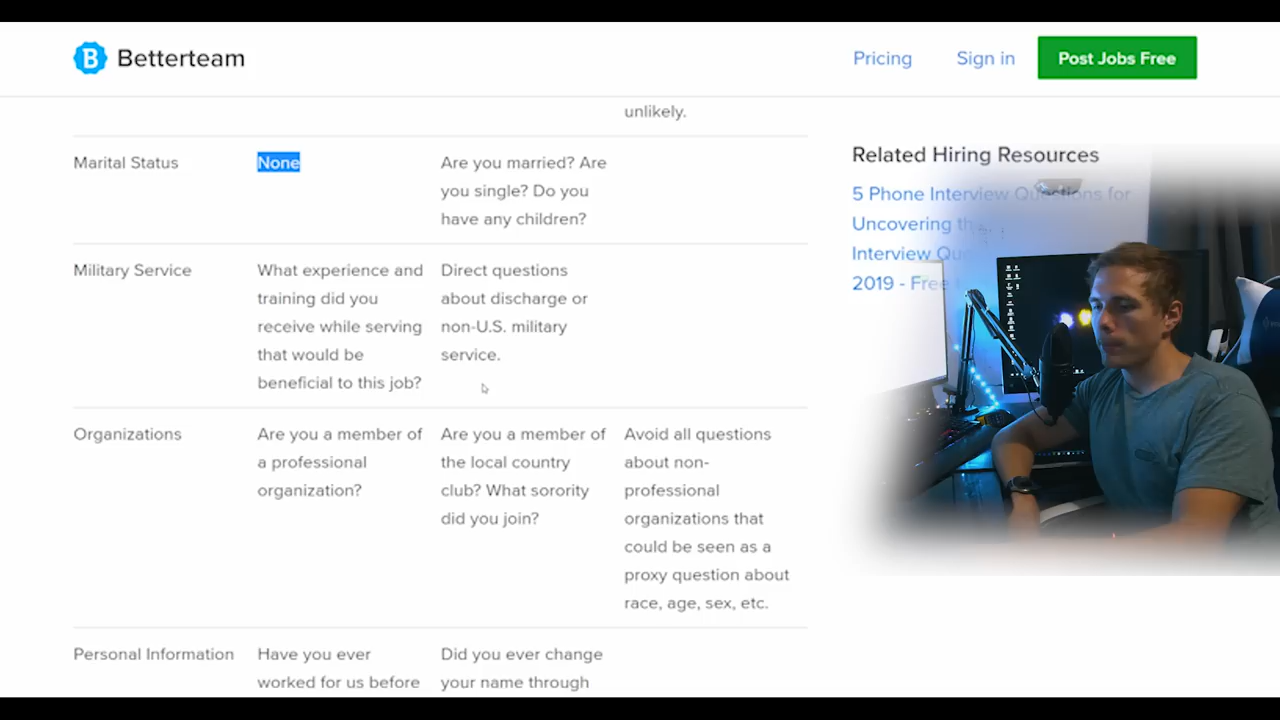 Betterteam
Pricing
Sign in
Post Jobs Free
unlikely.
Marital Status
None
Are you married? Are
you single? Do you
have any children?
Military Service
What experience and
training did you
receive while serving
that would be
beneficial to this job?
Direct questions
about discharge or
non-U.S. military
service.
Organizations
Are you a member of
a professional
organization?
Are you a member of
the local country
club? What sorority
did you join?
Avoid all questions
about non-
professional
organizations that
could be seen as a
proxy question about
race, age, sex, etc.
Personal Information
Have you ever
worked for us before
Did you ever change
your name through
Related Hiring Resources
5 Phone Interview Questions for
Uncovering
Interview
2019 - Free